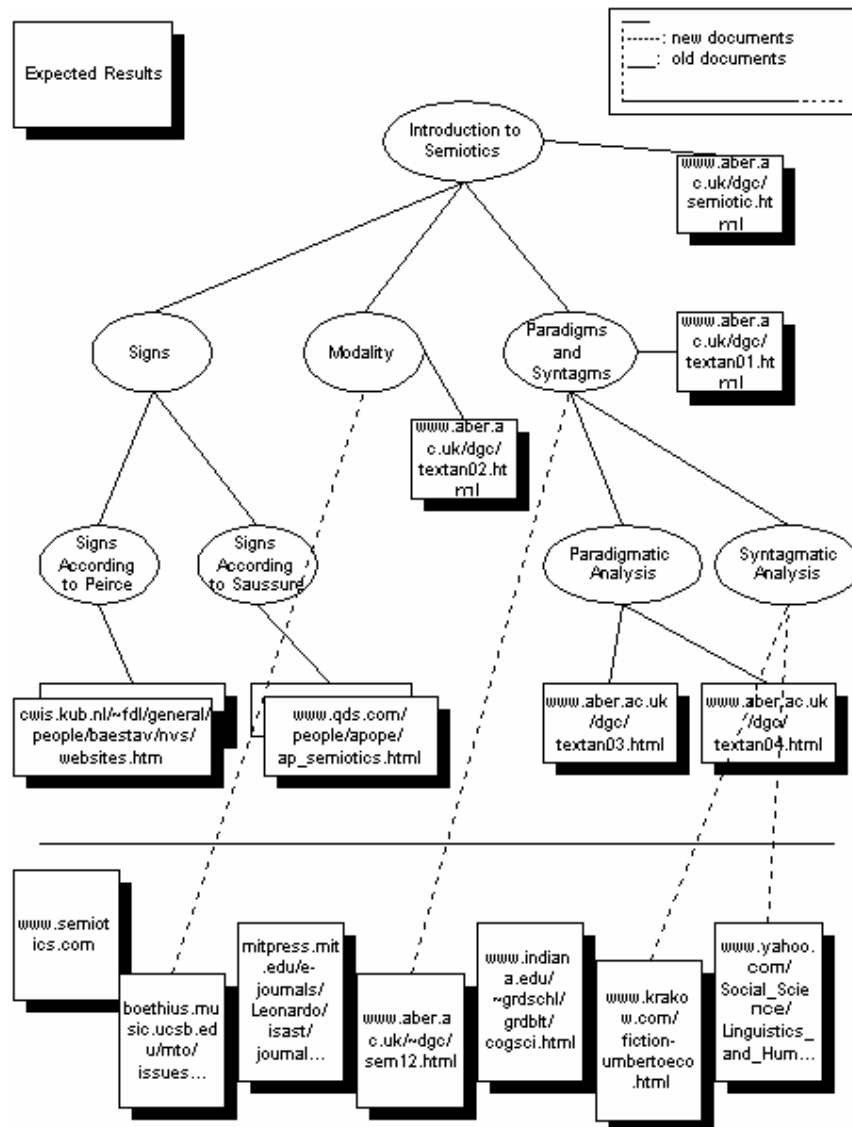 Expected Results
-----: new documents
___: old documents
Introduction to
Semiotics
www.aber.a
c.uk/dgc/
semiotic.ht
ml
Signs
Modality
Paradigms
and
Syntagms
www.aber.a
c.uk/dgc/
textan01.ht
ml
www.aber.a
c.uk/dgc/
textan02.ht
ml
Signs
According
to Peirce
Signs
According
to Saussure
Paradigmatic
Analysis
Syntagmatic
Analysis
cwis.kub.nl/~fdl/general/
people/baestav/nvs/
websites.htm
www.qds.com/
people/apope/
ap_semiotics.html
www.aber.ac.uk
/dgc/
textan03.html
www.aber.ac.uk
/dgc/
textan04.html
www.semiot
ics.com
boethius.mu
sic.ucsb.ed
u/mto/
issues...
mitpress.mit
.edu/e-
journals/
Leonardo/
isast/
journal...
www.aber.a
c.uk/~dgc/
sem12.html
www.indian
a.edu/
~grdschl/
grdblt/
cogsci.html
www.krako
w.com/
fiction-
umbertoeco
.html
www.yahoo.
com/
Social_Scie
nce/
Linguistics_
and_Hum...